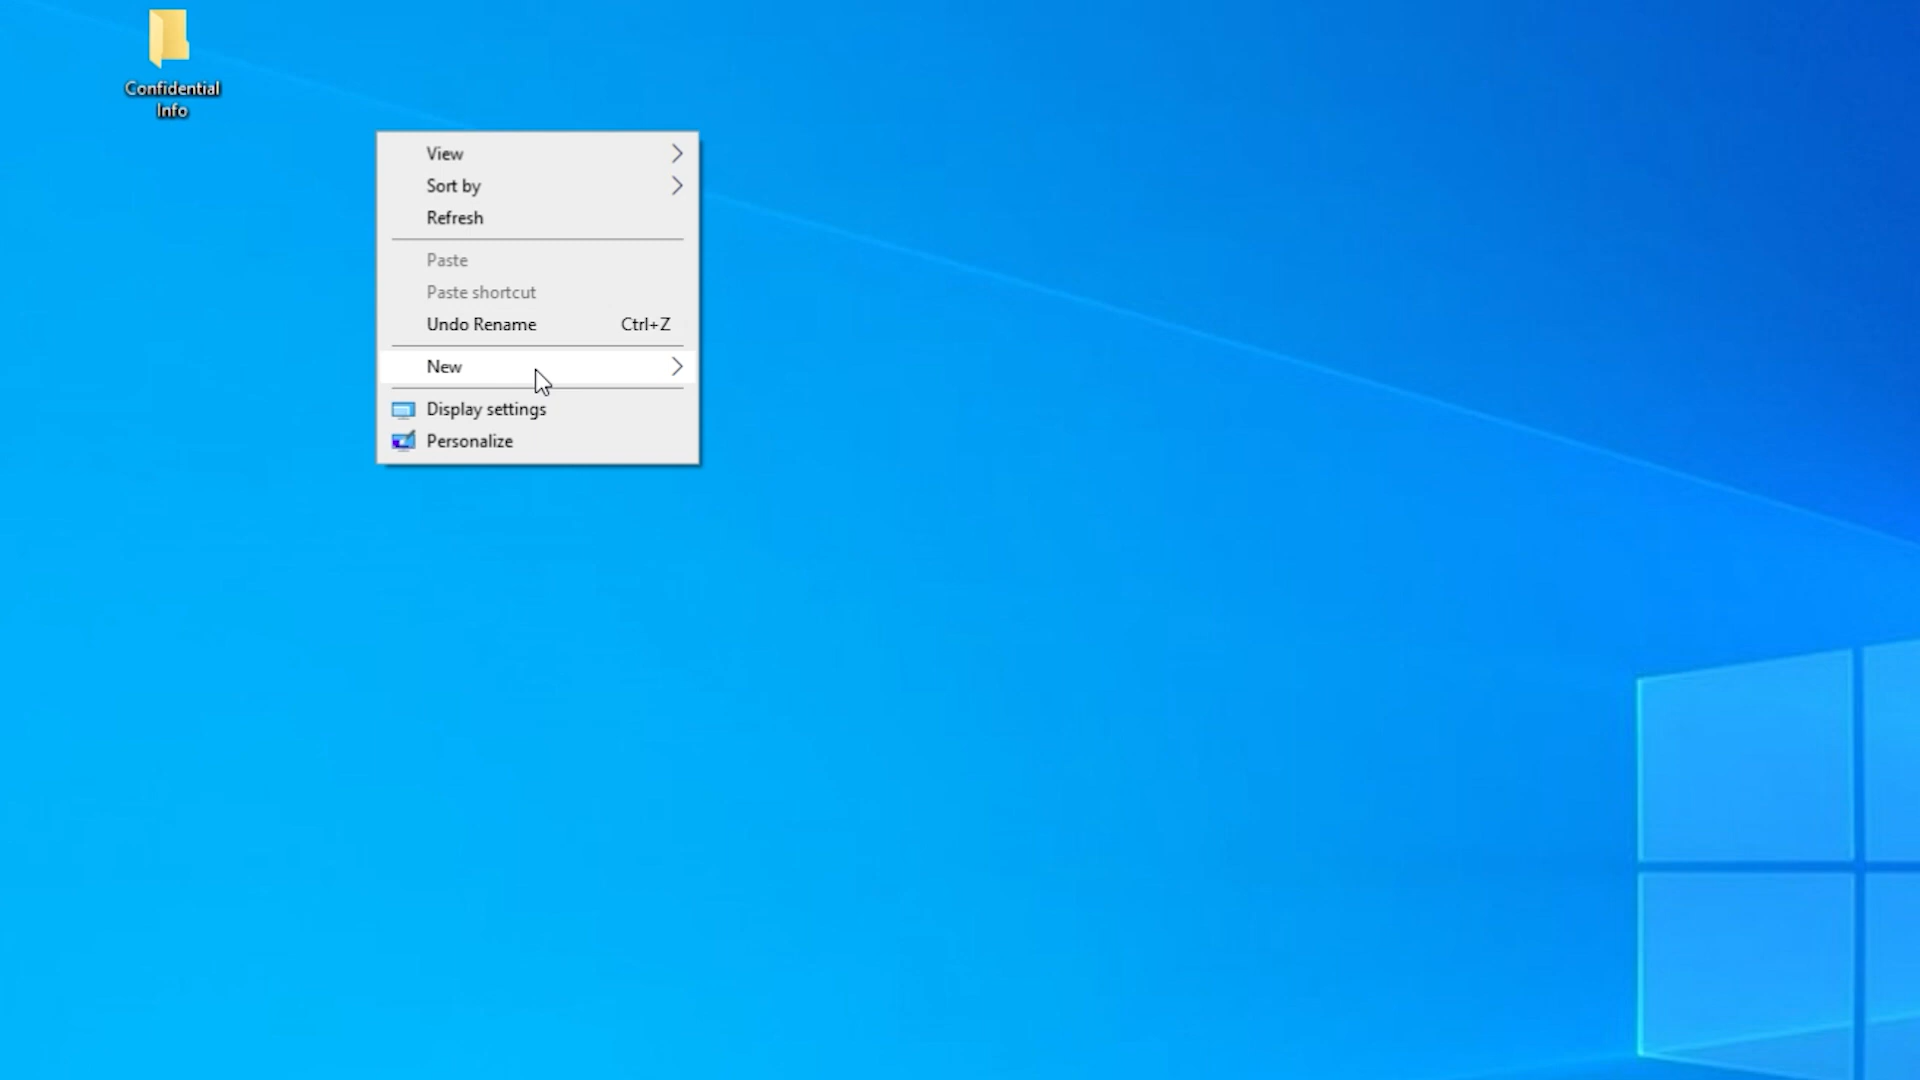 Confidential
Info
View
Sort by
Refresh
Paste
Paste shortcut
Undo Rename Ctrl+Z
New
Display settings
Personalize